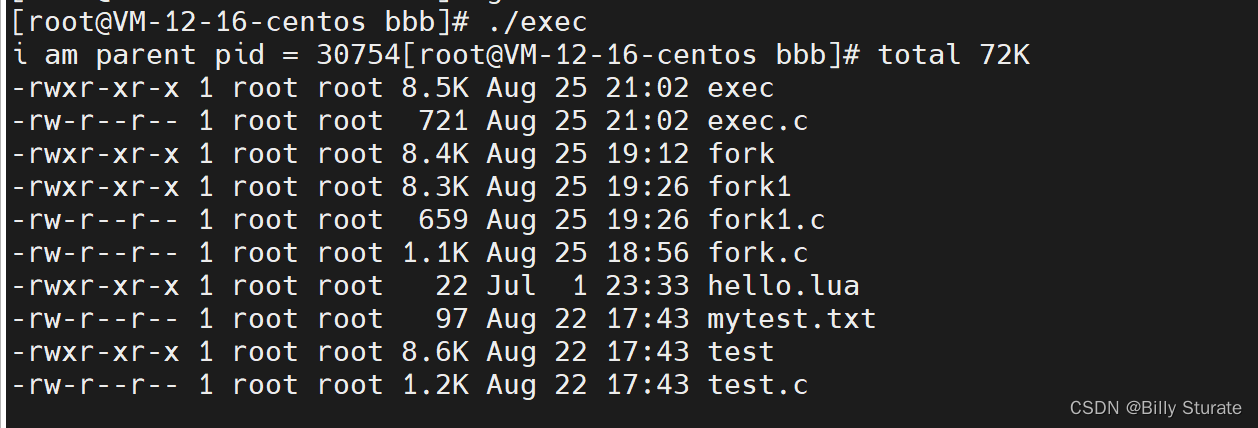 [root@VM-12-16-centos bbb]# ./exec
i am parent pid = 30754[root@VM-12-16-centos bbb]# total 72K
-rwxr-xr-x 1 root root 8.5K Aug 25 21:02 exec
-rw-r--r-- 1 root root  721 Aug 25 21:02 exec.c
-rwxr-xr-x 1 root root 8.4K Aug 25 19:12 fork
-rwxr-xr-x 1 root root 8.3K Aug 25 19:26 fork1
-rw-r--r-- 1 root root  659 Aug 25 19:26 fork1.c
-rw-r--r-- 1 root root 1.1K Aug 25 18:56 fork.c
-rwxr-xr-x 1 root root   22 Jul  1 23:33 hello.lua
-rw-r--r-- 1 root root   97 Aug 22 17:43 mytest.txt
-rwxr-xr-x 1 root root 8.6K Aug 22 17:43 test
-rw-r--r-- 1 root root 1.2K Aug 22 17:43 test.c
CSDN @Billy Sturate